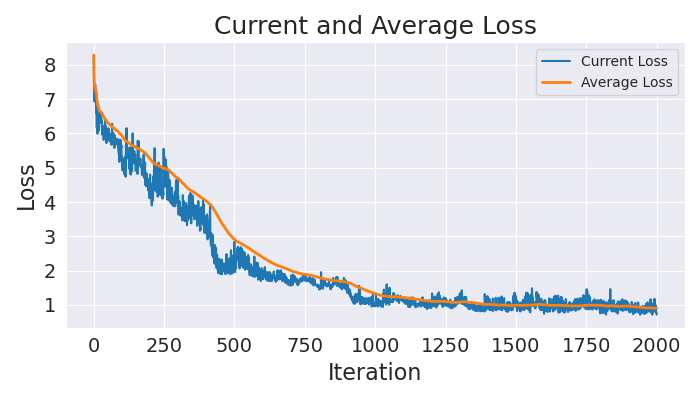 Current and Average Loss
Current Loss
Average Loss
Loss
8
7
6
5
4
3
2
1
0 250 500 750 1000 1250 1500 1750 2000
Iteration